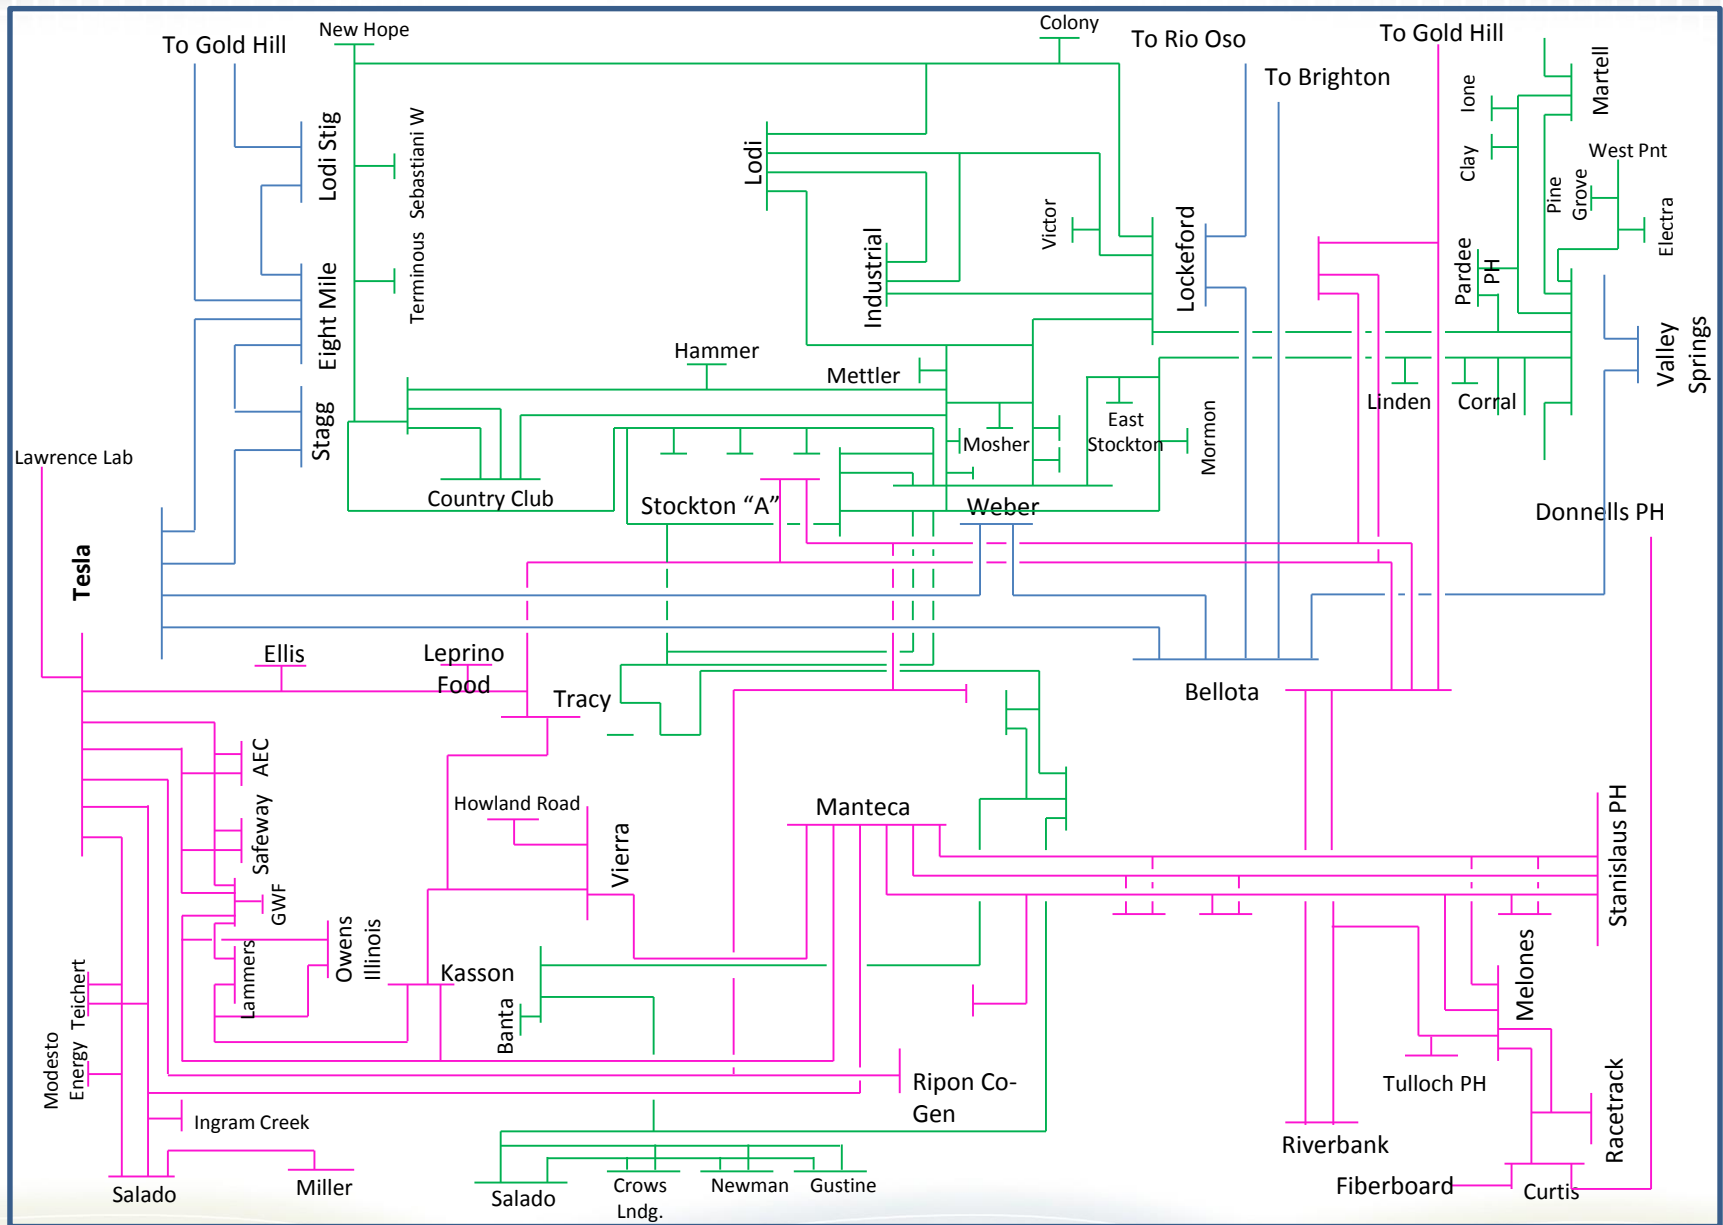 To Gold Hill
New Hope
Colony
To Rio Oso
To Gold Hill
To Brighton
Lodi Stig
Sebastiani W
Terminous
Lodi
Victor
Industrial
Lockeford
Ione
Clay
Martell
West Pnt
Pine
Grove
Electra
Pardee
PH
Eight Mile
Valley
Springs
Hammer
Mettler
Stagg
Linden
Corral
East
Stockton
Mosher
Mormon
Lawrence Lab
Country Club
Stockton “A”
Weber
Donnells PH
Tesla
Ellis
Leprino
Food
Tracy
Bellota
AEC
Safeway
Howland Road
Vierra
Manteca
Stanislaus PH
GWF
Owens
Illinois
Lammers
Kasson
Banta
Melones
Teichert
Modesto
Energy
Ripon Co-
Gen
Tulloch PH
Racetrack
Ingram Creek
Riverbank
Salado
Miller
Salado
Crows
Lndg.
Newman
Gustine
Fiberboard
Curtis